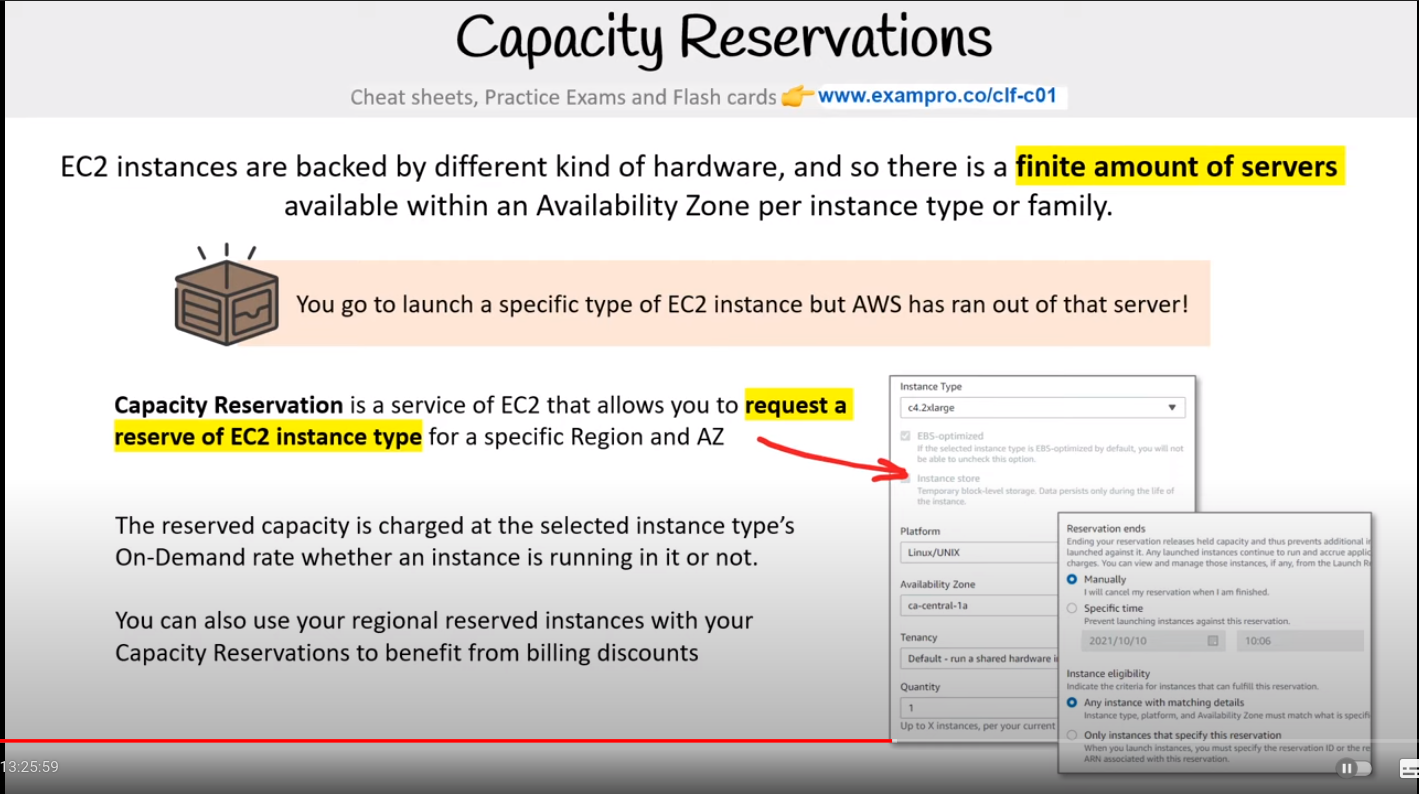 Capacity Reservations
Cheat sheets, Practice Exams and Flash cards 👉 www.exampro.co/clf-c01
EC2 instances are backed by different kind of hardware, and so there is a finite amount of servers
available within an Availability Zone per instance type or family.
You go to launch a specific type of EC2 instance but AWS has ran out of that server!
Capacity Reservation is a service of EC2 that allows you to request a
reserve of EC2 instance type for a specific Region and AZ
The reserved capacity is charged at the selected instance type's
On-Demand rate whether an instance is running in it or not.
You can also use your regional reserved instances with your
Capacity Reservations to benefit from billing discounts
Instance Type
c4.2xlarge
EBS-optimized
If the selected instance type is EBS-optimized by default, you will not
be able to uncheck this option.
Instance store
Temporary block-level storage. Data persists only during the life of
the instance.
Platform
Linux/UNIX
Availability Zone
ca-central-1a
Tenancy
Default - run a shared hardware
Quantity
1
Up to X instances, per your current
Reservation ends
Ending your reservation releases held capacity and thus prevents additional
launched against it. Any launched instances continue to run and accrue
charges. You can view and manage those instances, if any, from the Launch
Manually
I will cancel my reservation when I am finished.
Specific time
Prevent launching instances against this reservation.
2021/10/10
10:06
Instance eligibility
Indicate the criteria for instances that can fulfill this reservation.
Any instance with matching details
Instance type, platform, and Availability Zone must match what is
Only instances that specify this reservation
When you launch instances, you must specify the reservation ID or the
ARN associated with this reservation.
13:25:59